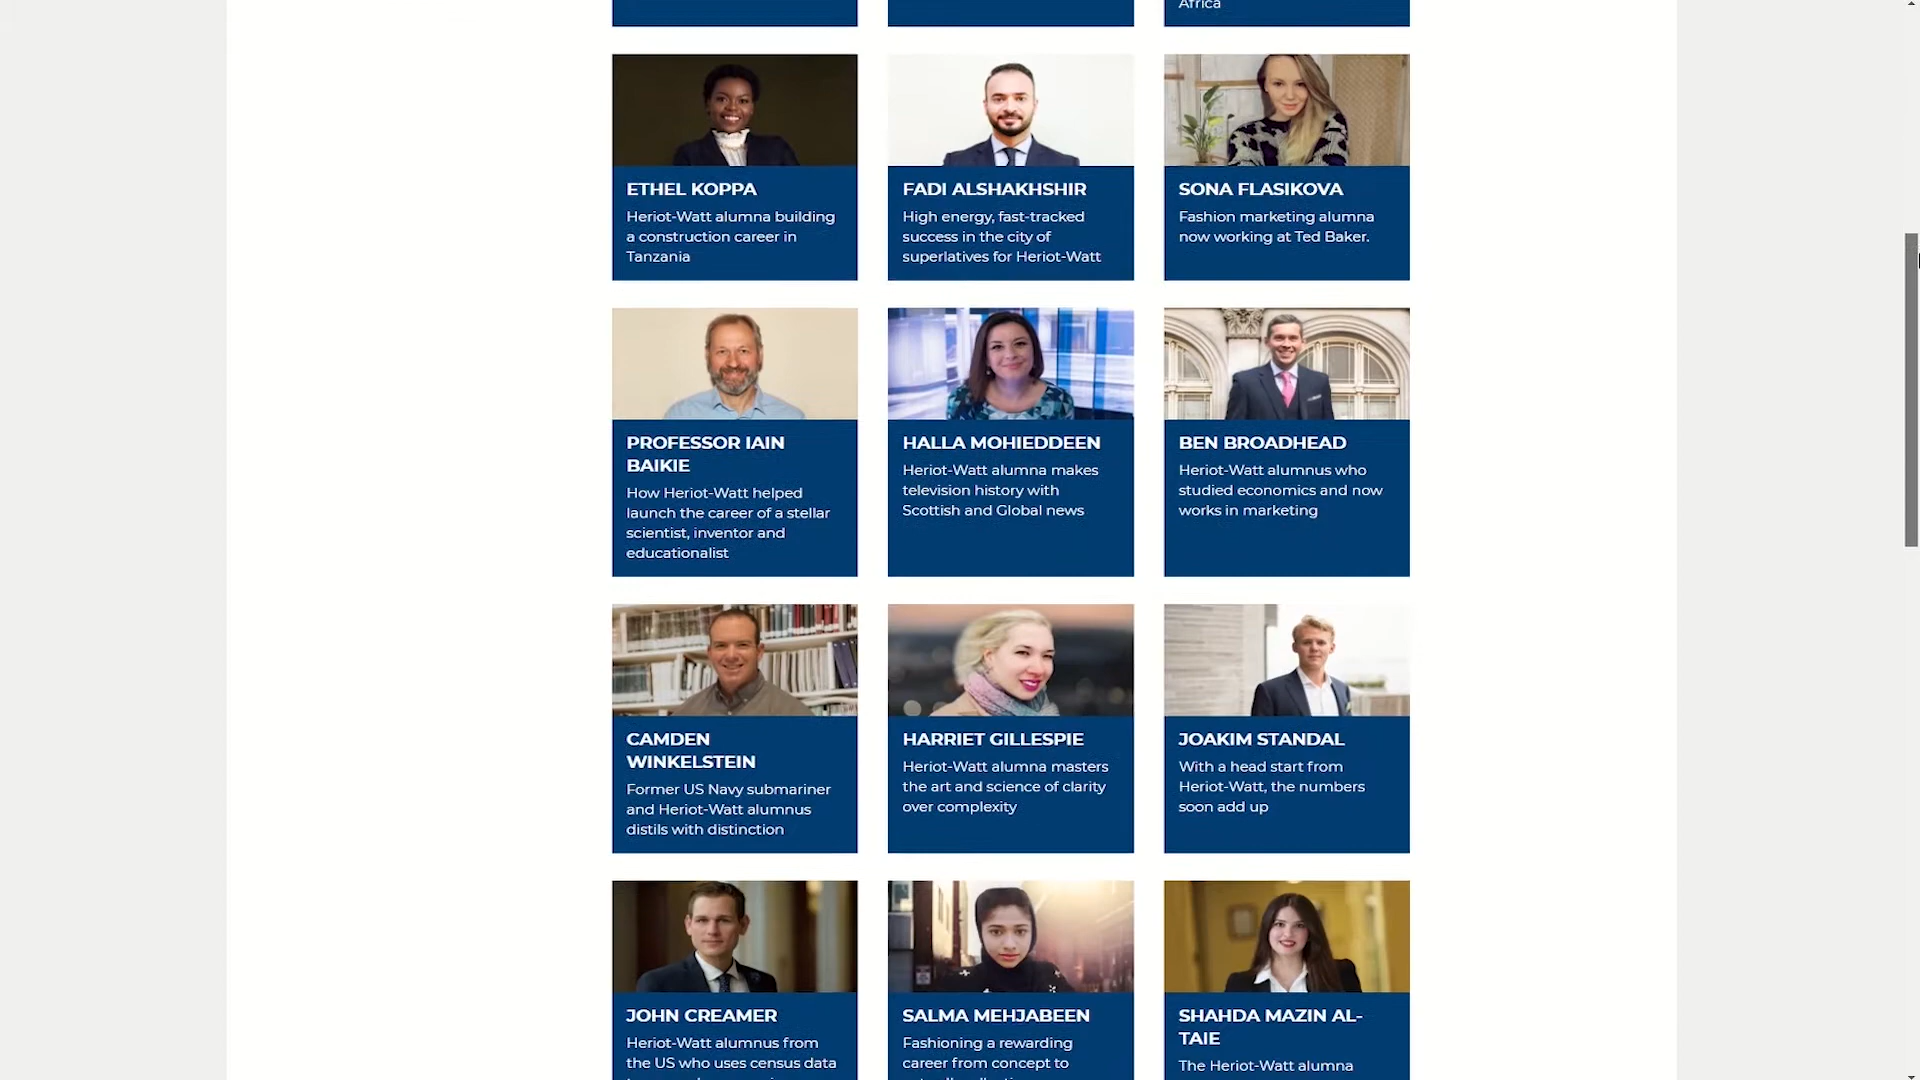 Africa
ETHEL KOPPA
Heriot-Watt alumna building
a construction career in
Tanzania
FADI ALSHAKHSHIR
High energy, fast-tracked
success in the city of
superlatives for Heriot-Watt
SONA FLASIKOVA
Fashion marketing alumna
now working at Ted Baker.
PROFESSOR IAIN
BAIKIE
How Heriot-Watt helped
launch the career of a stellar
scientist, inventor and
educationalist
HALLA MOHIEDDEEN
Heriot-Watt alumna makes
television history with
Scottish and Global news
BEN BROADHEAD
Heriot-Watt alumnus who
studied economics and now
works in marketing
CAMDEN
WINKELSTEIN
Former US Navy submariner
and Heriot-Watt alumnus
distils with distinction
HARRIET GILLESPIE
Heriot-Watt alumna masters
the art and science of clarity
over complexity
JOAKIM STANDAL
With a head start from
Heriot-Watt, the numbers
soon add up
JOHN CREAMER
Heriot-Watt alumnus from
the US who uses census data
SALMA MEHJABEEN
Fashioning a rewarding
career from concept to
SHAHDA MAZIN AL-
TAIE
The Heriot-Watt alumna